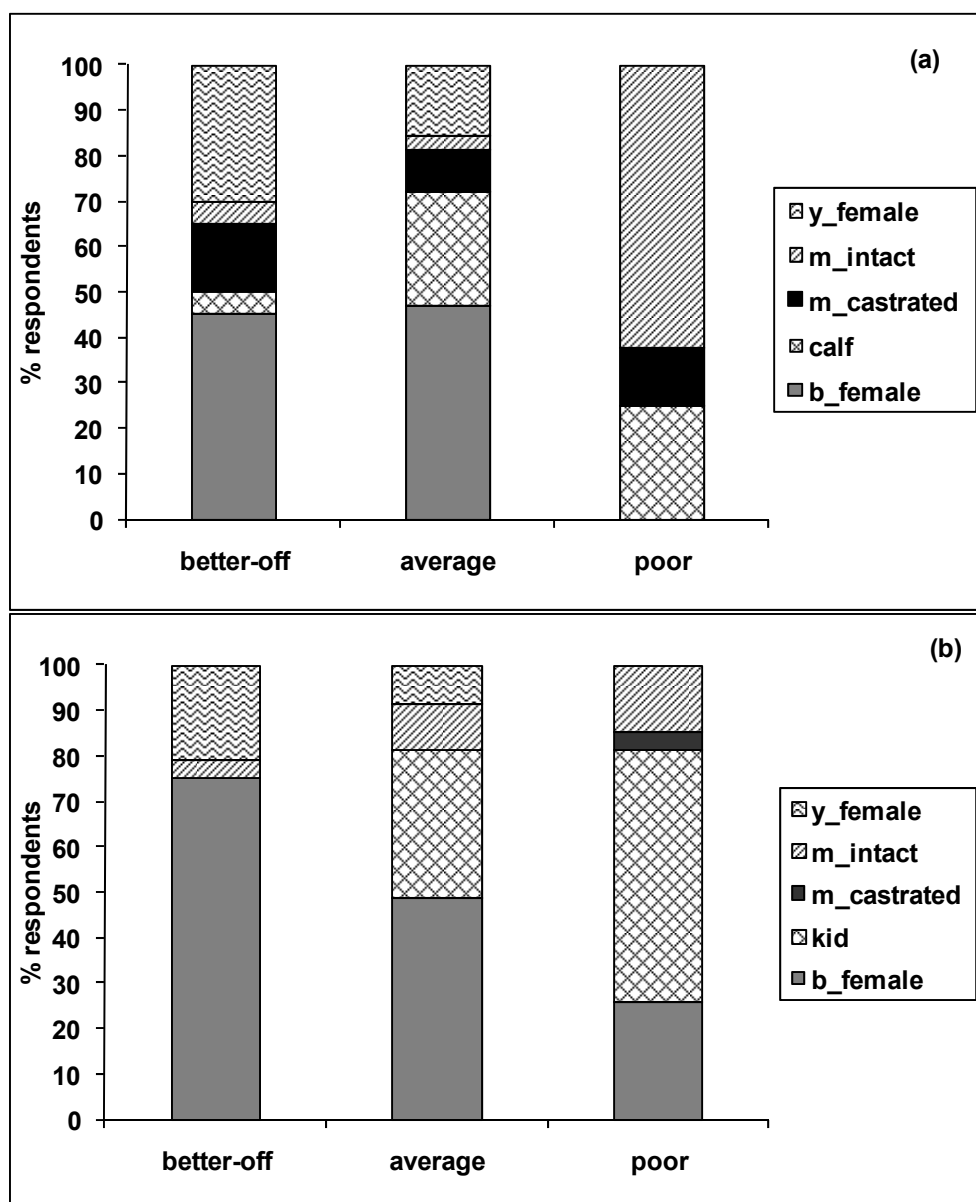 (a)
% respondents
100
90
80
70
60
50
40
30
20
10
0
better-off average poor
y_female
m_intact
m_castrated
calf
b_female
(b)
% respondents
100
90
80
70
60
50
40
30
20
10
0
better-off average poor
y_female
m_intact
m_castrated
kid
b_female